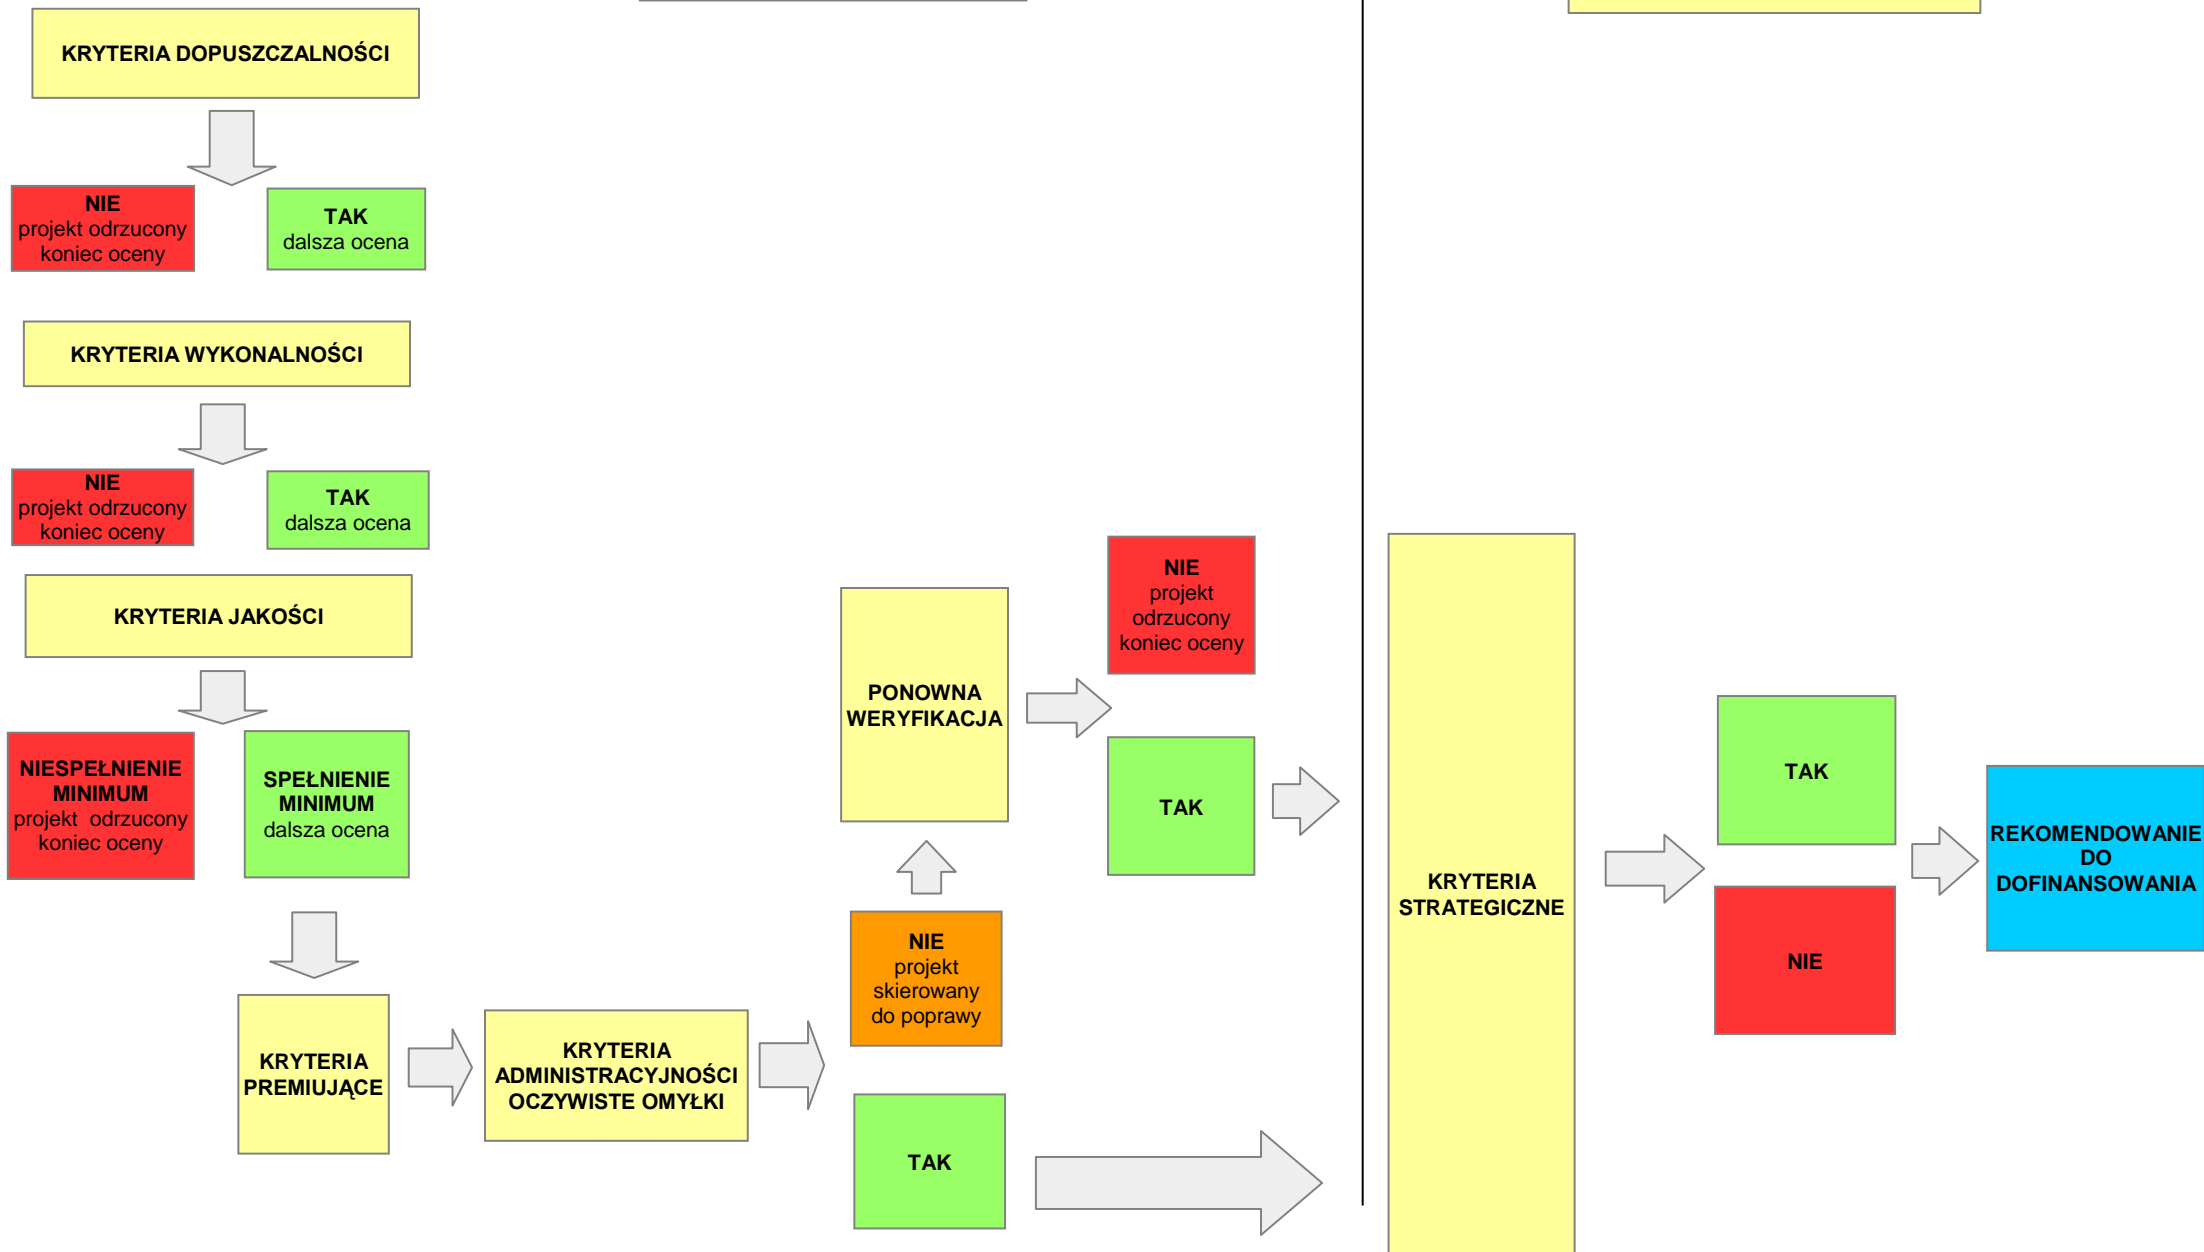 KRYTERIA DOPUSZCZALNOŚCI
NIE
projekt odrzucony
koniec oceny
TAK
dalsza ocena
KRYTERIA WYKONALNOŚCI
NIE
projekt odrzucony
koniec oceny
TAK
dalsza ocena
KRYTERIA JAKOŚCI
NIESPEŁNIENIE
MINIMUM
projekt odrzucony
koniec oceny
SPEŁNIENIE
MINIMUM
dalsza ocena
KRYTERIA
PREMIUJĄCE
KRYTERIA
ADMINISTRACYJNOŚCI
OCZYWISTE OMYŁKI
NIE
projekt
skierowany
do poprawy
TAK
PONOWNA
WERYFIKACJA
NIE
projekt
odrzucony
koniec oceny
TAK
KRYTERIA
STRATEGICZNE
TAK
NIE
REKOMENDOWANIE
DO
DOFINANSOWANIA